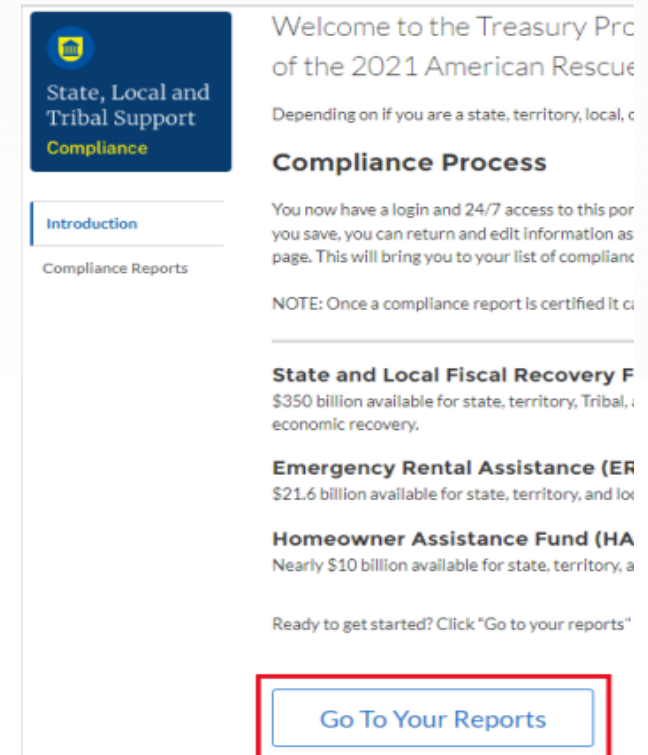 State, Local and
Tribal Support
Compliance
Introduction
Compliance Reports
Welcome to the Treasury Pro
of the 2021 American Rescue
Depending on if you are a state, territory, local,
Compliance Process
You now have a login and 24/7 access to this por
you save, you can return and edit information as
page. This will bring you to your list of complianc
NOTE: Once a compliance report is certified it ca
State and Local Fiscal Recovery F
$350 billion available for state, territory, Tribal,
economic recovery.
Emergency Rental Assistance (ER
$21.6 billion available for state, territory, and loc
Homeowner Assistance Fund (HA
Nearly $10 billion available for state, territory, a
Ready to get started? Click "Go to your reports"
Go To Your Reports